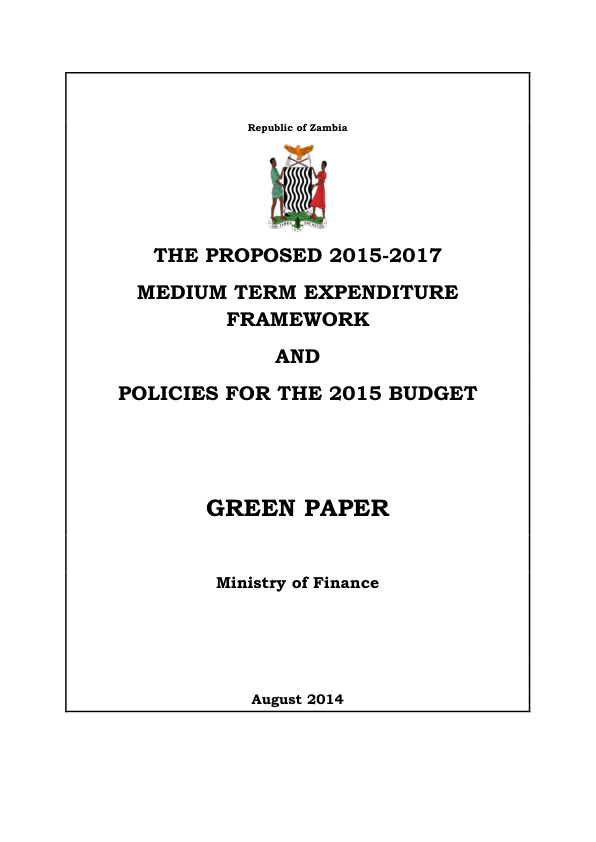 Republic of Zambia
THE PROPOSED 2015-2017
MEDIUM TERM EXPENDITURE
FRAMEWORK
AND
POLICIES FOR THE 2015 BUDGET
GREEN PAPER
Ministry of Finance
August 2014